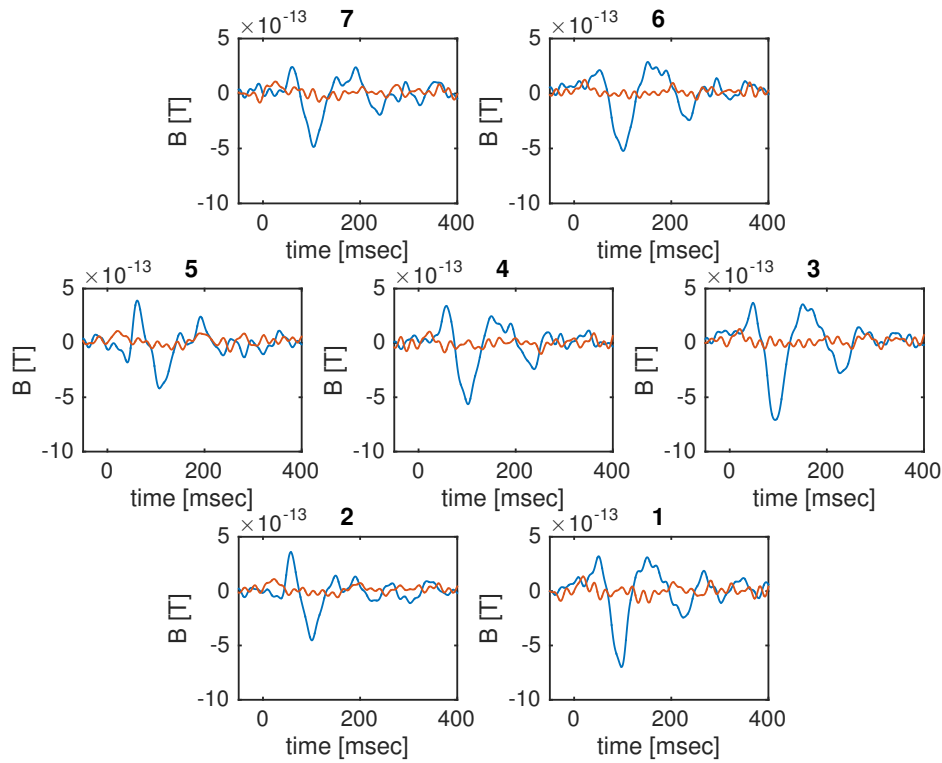 ×10-13 7 ×10-13 6
5 5
0 0
B [T] B [T]
-5 -5
-10 -10
0 200 400 0 200 400
time [msec] time [msec]
×10-13 5 ×10-13 4 ×10-13 3
5 5 5
0 0 0
B [T] B [T] B [T]
-5 -5 -5
-10 -10 -10
0 200 400 0 200 400 0 200 400
time [msec] time [msec] time [msec]
×10-13 2 ×10-13 1
5 5
0 0
B [T] B [T]
-5 -5
-10 -10
0 200 400 0 200 400
time [msec] time [msec]